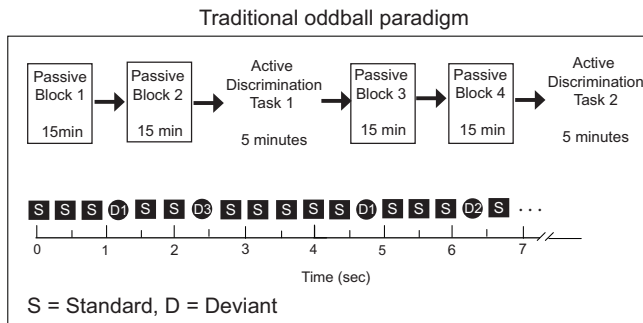 Traditional oddball paradigm
Passive
Block 1
15min
Passive
Block 2
15 min
Active
Discrimination
Task 1
5 minutes
Passive
Block 3
15 min
Passive
Block 4
15 min
Active
Discrimination
Task 2
5 minutes
S S S D1 S S D3 S S S S S D1 S S S D2 S ...
0 1 2 3 4 5 6 7
Time (sec)
S = Standard, D = Deviant